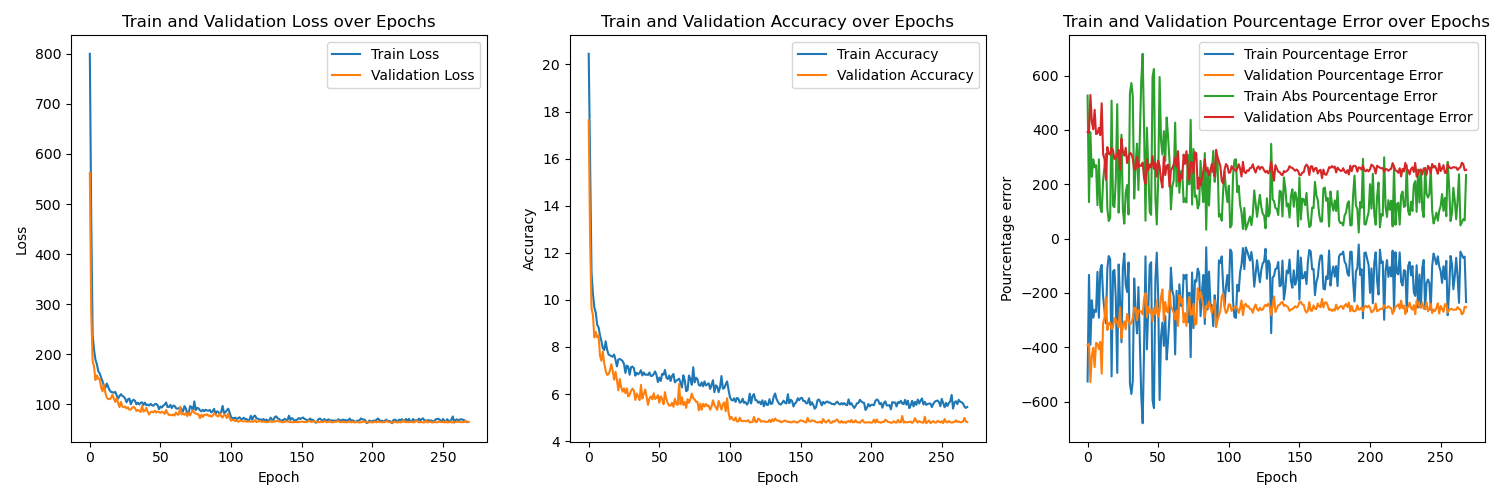 Train and Validation Loss over Epochs
Train Loss
Validation Loss
800
700
600
500
400
300
200
100
Loss
0
50
100
150
200
250
Epoch
Train and Validation Accuracy over Epochs
Train Accuracy
Validation Accuracy
20
18
16
14
12
10
8
6
4
Accuracy
0
50
100
150
200
250
Epoch
Train and Validation Pourcentage Error over Epochs
Train Pourcentage Error
Validation Pourcentage Error
Train Abs Pourcentage Error
Validation Abs Pourcentage Error
600
400
200
0
−200
−400
−600
Pourcentage error
0
50
100
150
200
250
Epoch